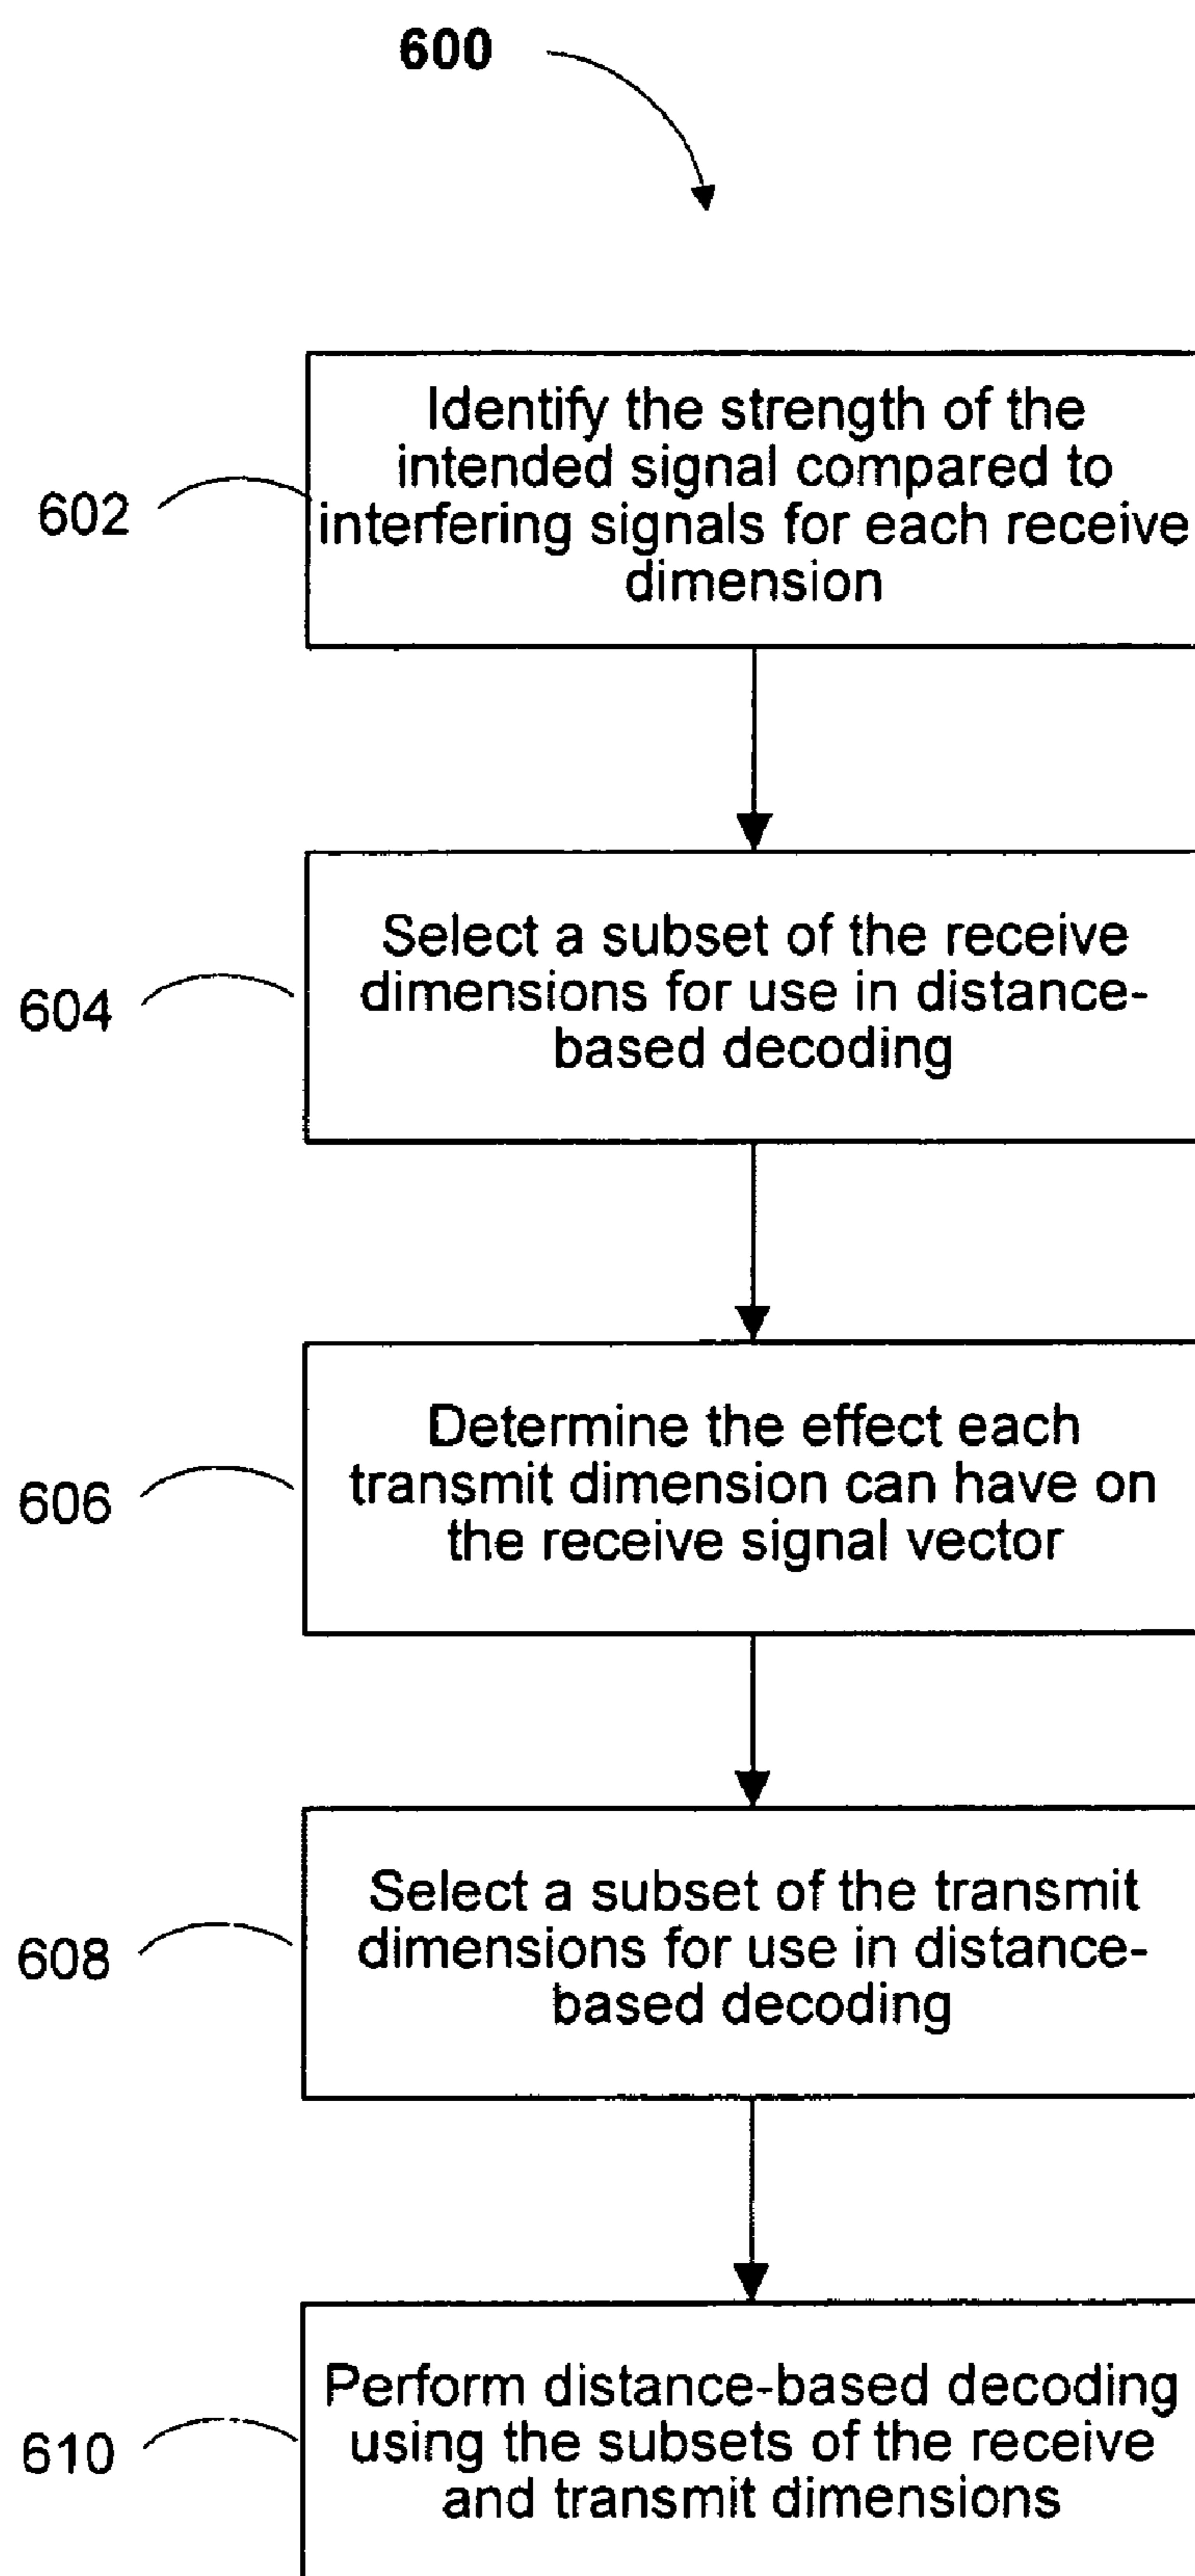 600
602
Identify the strength of the
intended signal compared to
interfering signals for each receive
dimension
604
Select a subset of the receive
dimensions for use in distance-
based decoding
606
Determine the effect each
transmit dimension can have on
the receive signal vector
608
Select a subset of the transmit
dimensions for use in distance-
based decoding
610
Perform distance-based decoding
using the subsets of the receive
and transmit dimensions